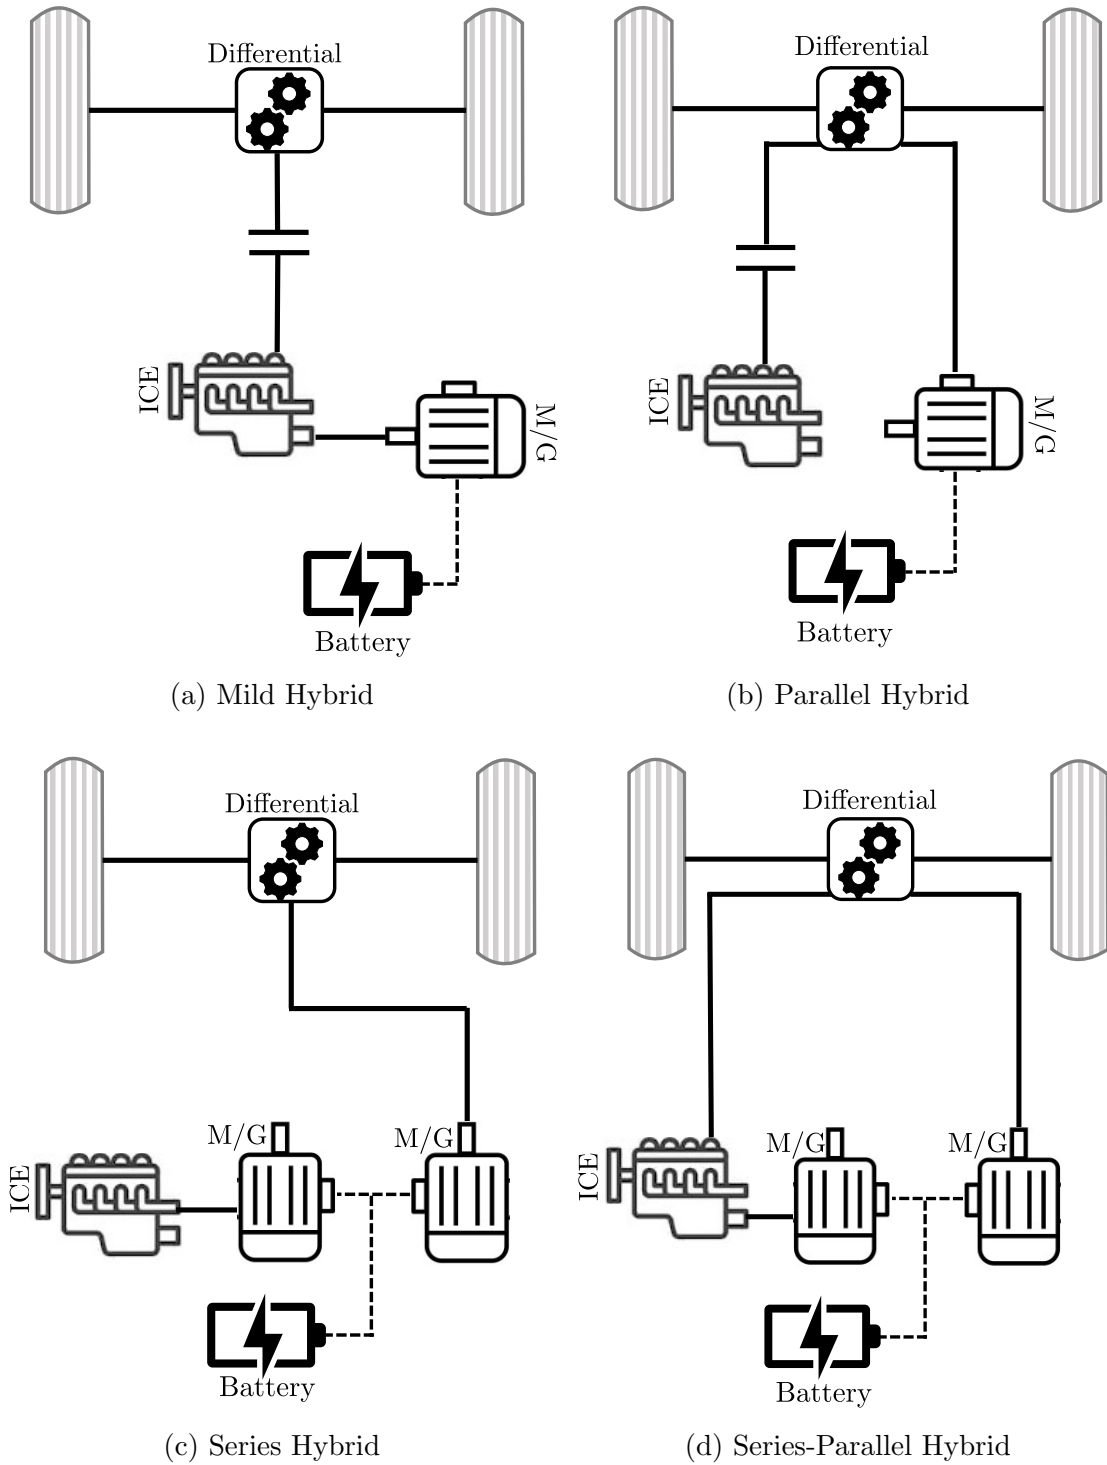 Differential
ICE
M/G
Battery
(a) Mild Hybrid
Differential
ICE
M/G
Battery
(b) Parallel Hybrid
Differential
M/G
M/G
ICE
Battery
(c) Series Hybrid
Differential
M/G
M/G
ICE
Battery
(d) Series-Parallel Hybrid